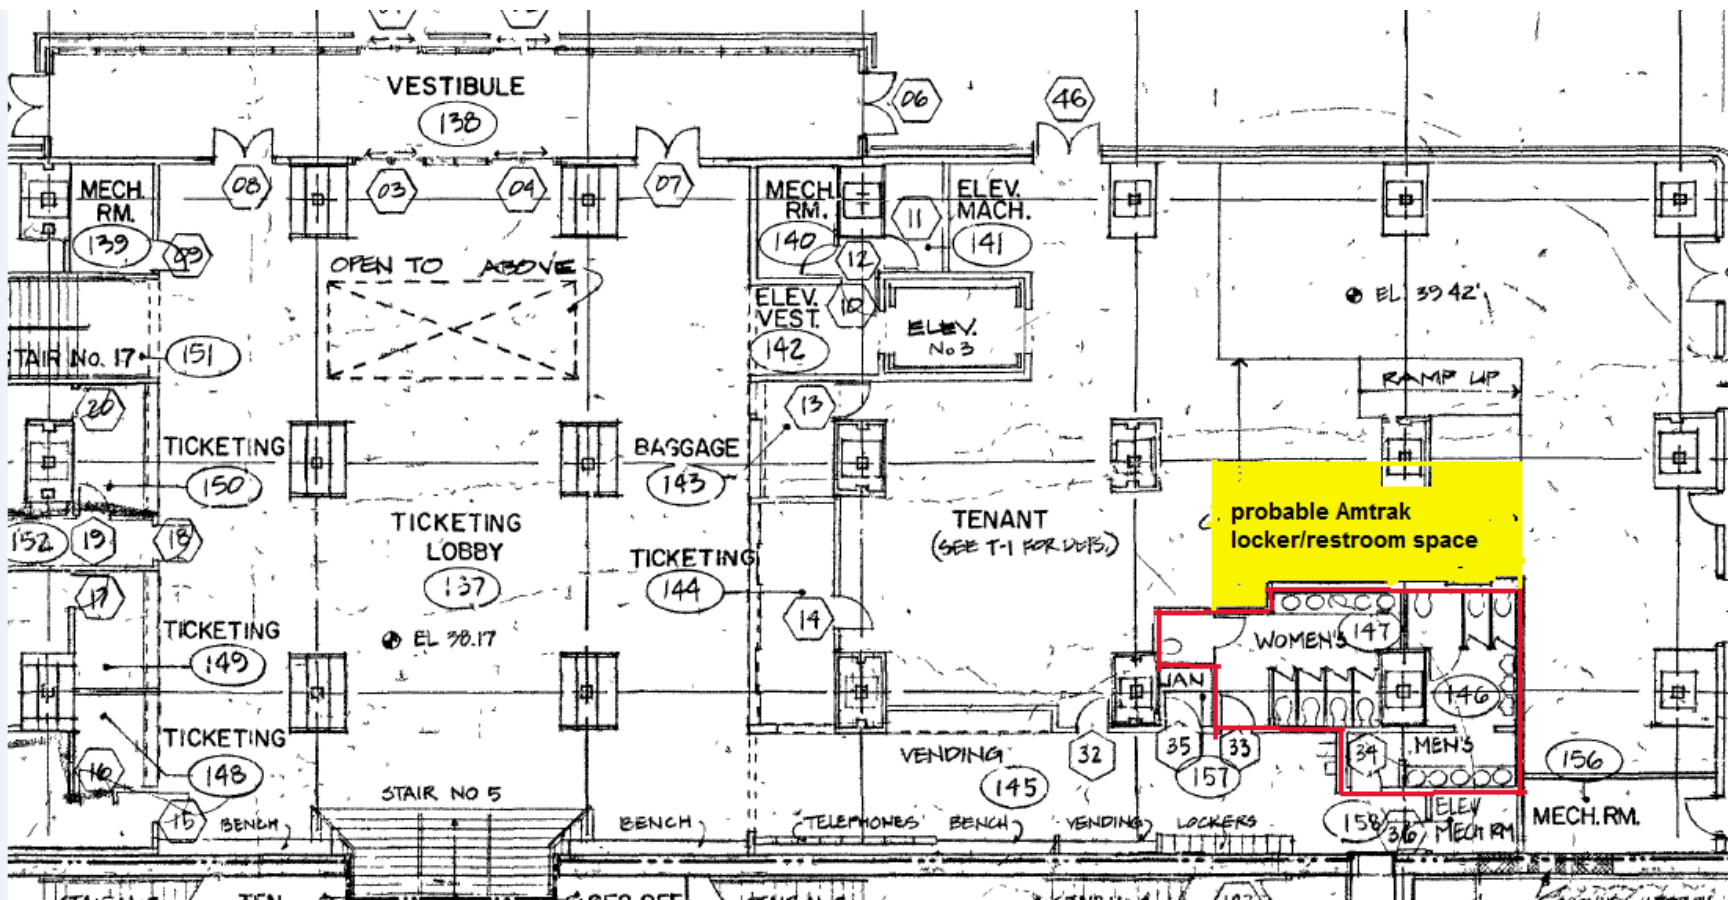 VESTIBULE
138
06
46
MECH.
RM.
139
08
03
04
07
MECH.
RM.
140
11
ELEV.
MACH.
141
09
12
OPEN TO ABOVE
10
ELEV.
VEST.
142
ELEV.
No 3
EL 39 42'
TAIR No. 17
151
RAMP UP
20
13
TICKETING
150
BAGGAGE
143
TICKETING
LOBBY
137
TENANT
(SEE T-1 FOR DETS.)
probable Amtrak
locker/restroom space
152
19
18
TICKETING
144
17
14
TICKETING
149
EL 38.17
WOMEN'S
147
JAN
146
TICKETING
148
16
VENDING
145
32
35
33
157
34
MEN'S
156
STAIR NO 5
15
BENCH
BENCH
TELEPHONES
BENCH
VENDING
LOCKERS
158
36
ELEV
MECH RM
MECH. RM.